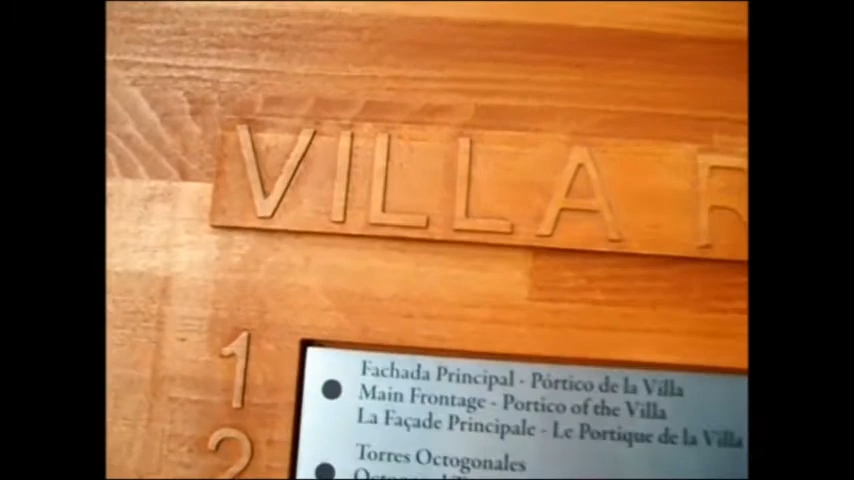 VILLA
1
Fachada Principal - Pórtico de la Villa
Main Frontage - Portico of the Villa
La Façade Principale - Le Portique de la Villa
2
Torres Octogonales